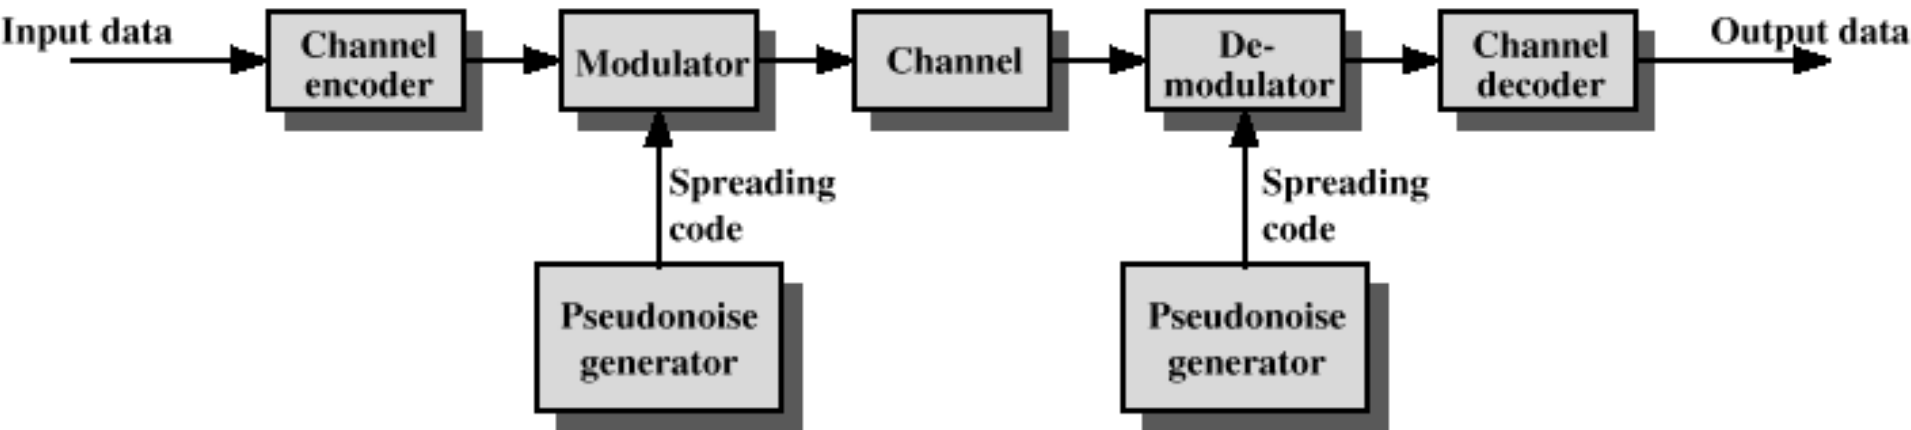 Input data
Channel
encoder
Modulator
Channel
De-
modulator
Channel
decoder
Output data
Spreading
code
Spreading
code
Pseudonoise
generator
Pseudonoise
generator